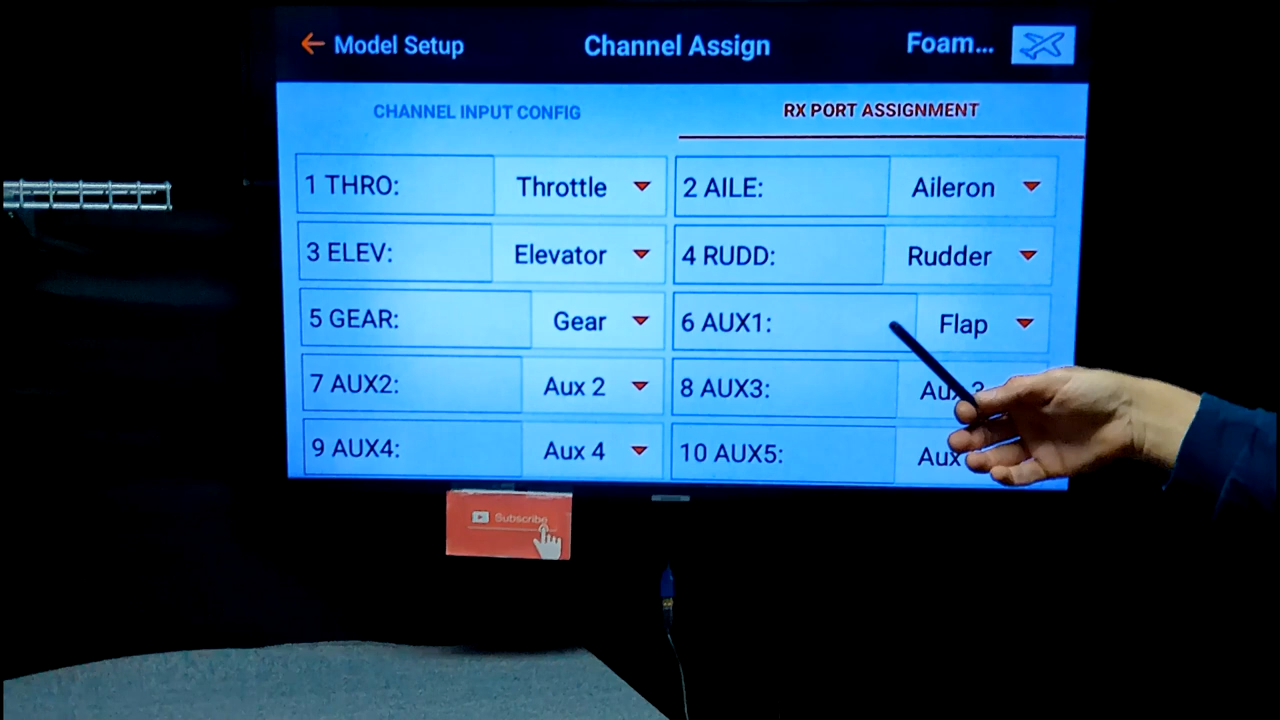 ← Model Setup Channel Assign Foam...
CHANNEL INPUT CONFIG RX PORT ASSIGNMENT
1 THRO: Throttle 2 AILE: Aileron
3 ELEV: Elevator 4 RUDD: Rudder
5 GEAR: Gear 6 AUX1: Flap
7 AUX2: Aux 2 8 AUX3: Aux
9 AUX4: Aux 4 10 AUX5: Aux
Subscribe